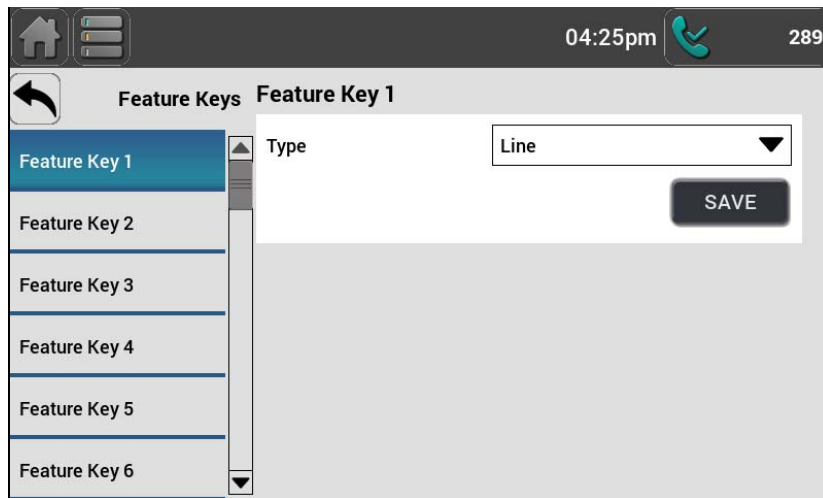 04:25pm
289
Feature Keys
Feature Key 1
Feature Key 1
Feature Key 2
Feature Key 3
Feature Key 4
Feature Key 5
Feature Key 6
Type
Line
SAVE